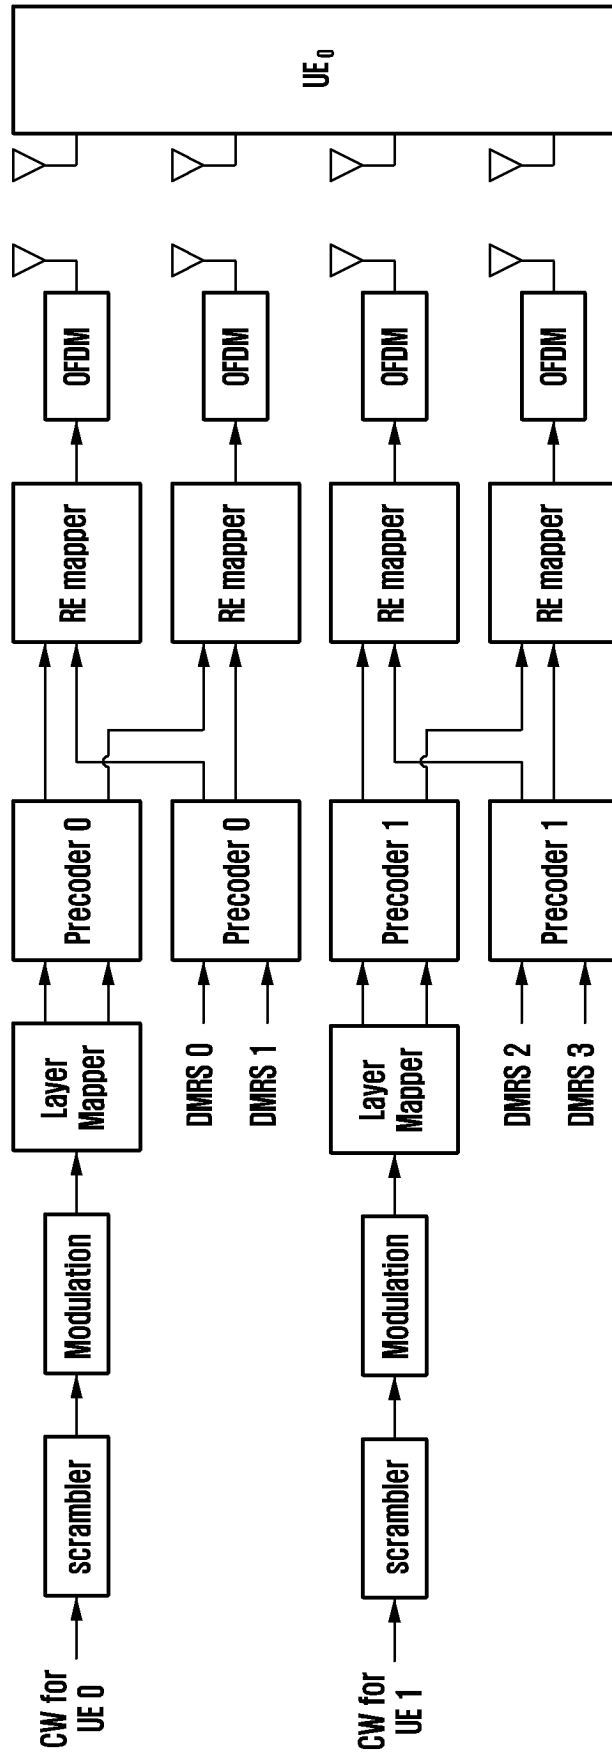 CW for
UE 0
scrambler
Modulation
Layer
Mapper
Precoder 0
RE mapper
OFDM
DMRS 0
DMRS 1
Precoder 0
RE mapper
OFDM
CW for
UE 1
scrambler
Modulation
Layer
Mapper
Precoder 1
RE mapper
OFDM
DMRS 2
DMRS 3
Precoder 1
RE mapper
OFDM
UE₀